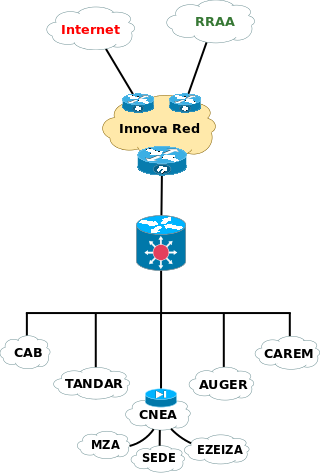 Internet
RRAA
Innova Red
CAB
CAREM
TANDAR
AUGER
CNEA
MZA
SEDE
EZEIZA